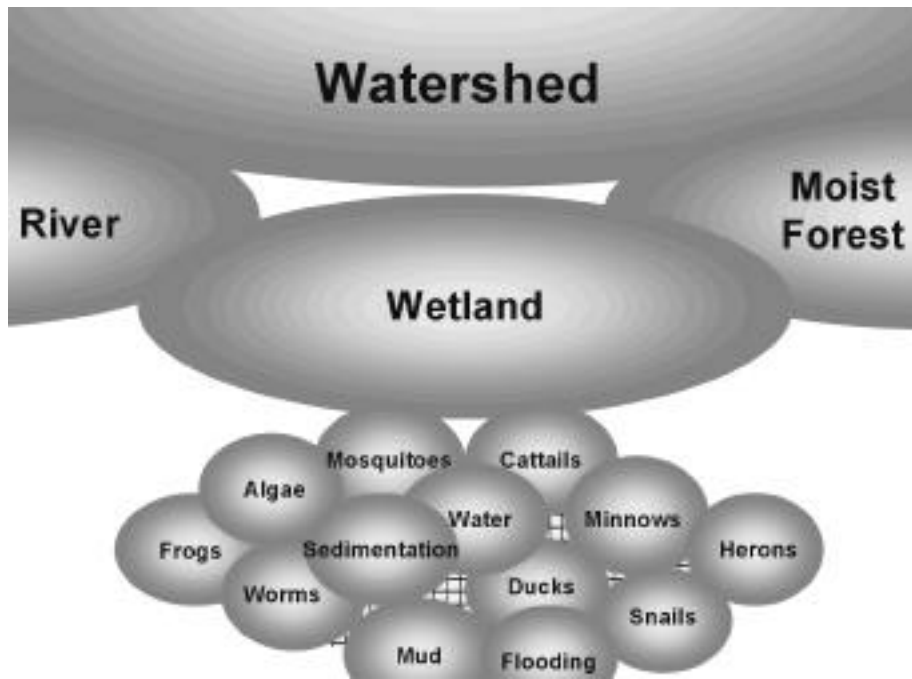 Watershed
River
Moist
Forest
Wetland
Mosquitoes
Cattails
Algae
Water
Minnows
Frogs
Sedimentation
Herons
Worms
Ducks
Snails
Mud
Flooding